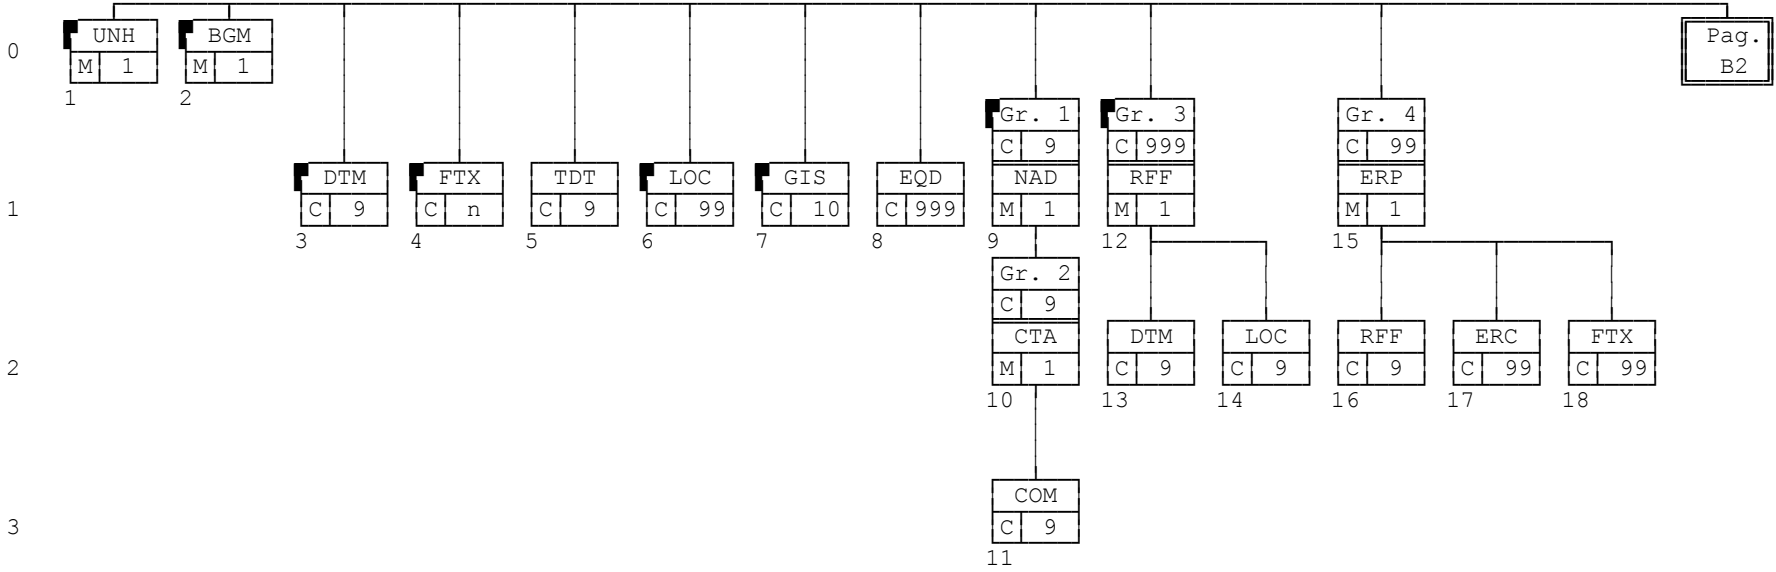 UNH BGM Pag.
0
M 1 M 1 B2
1 2
Gr. 1 Gr. 3 Gr. 4
C 9 C 999 C 99
DTM FTX TDT LOC GIS EQD NAD RFF ERP
1
C 9 C n C 9 C 99 C 10 C 999 M 1 M 1 M 1
3 4 5 6 7 8 9 12 15
Gr. 2
C 9
CTA DTM LOC RFF ERC FTX
2
M 1 C 9 C 9 C 9 C 99 C 99
10 13 14 16 17 18
COM
3
C 9
11